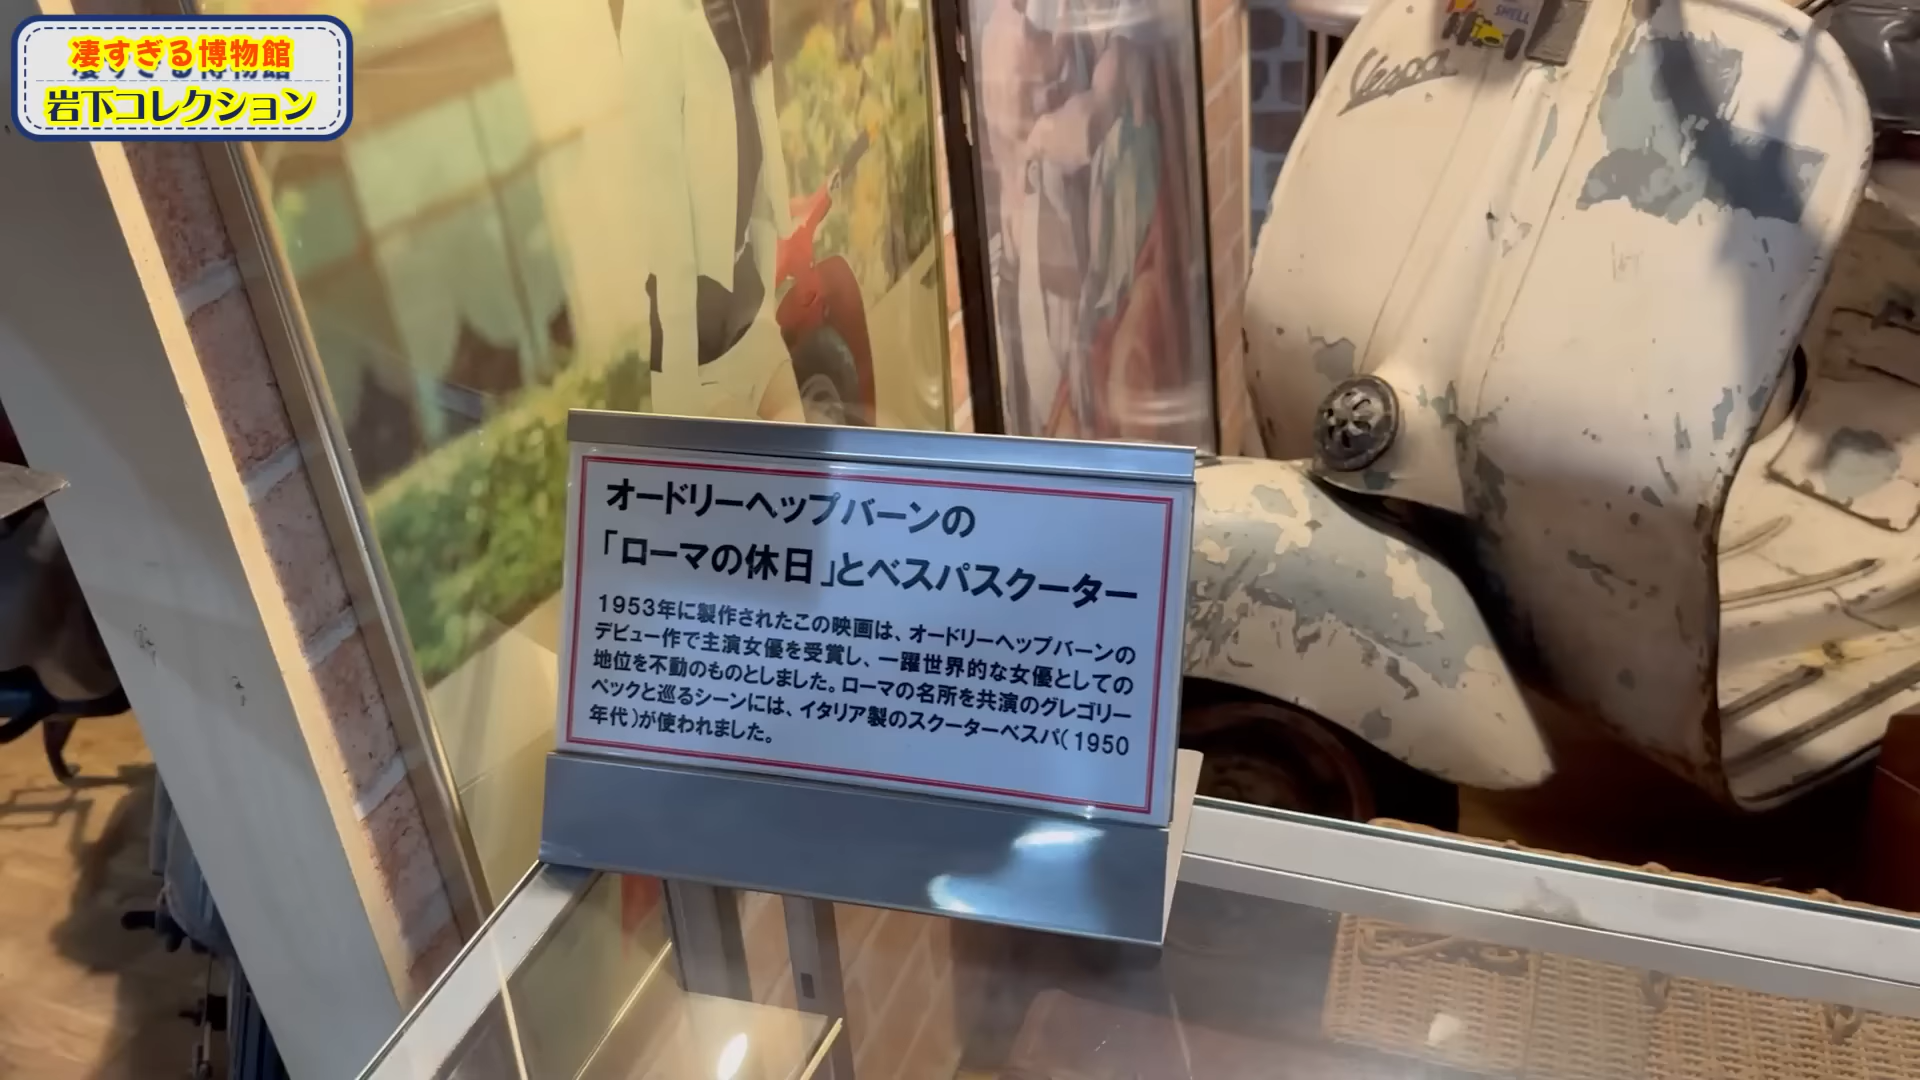 凄すぎる博物館
岩下コレクション
SHELL
Vespa
オードリーヘップバーンの
「ローマの休日」とベスパスクーター
1953年に製作されたこの映画は、オードリーヘップバーンの
デビュー作で主演女優を受賞し、一躍世界的な女優としての
地位を不動のものとしました。ローマの名所を共演のグレゴリー
ペックと巡るシーンには、イタリア製のスクーターベスパ(1950
年代)が使われました。